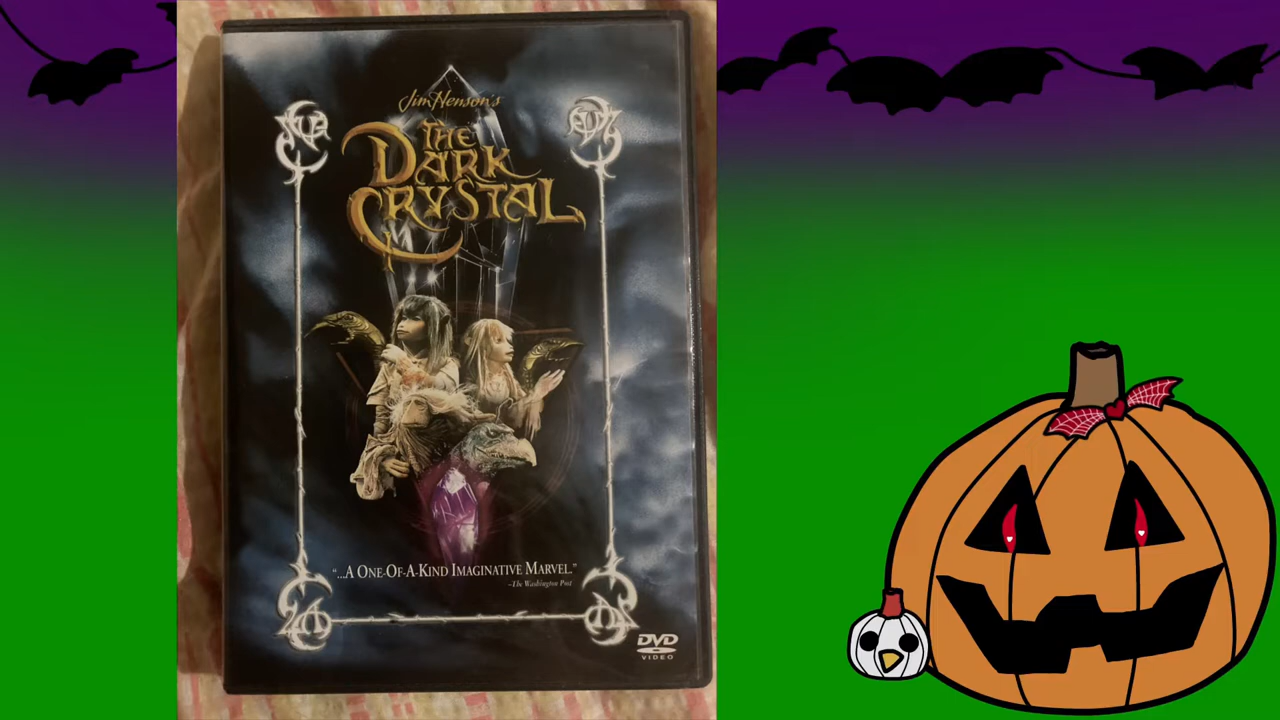 Jim Henson's
THE
DARK
CRYSTAL
"...A ONE-OF-A-KIND IMAGINATIVE MARVEL."
–The Washington Post
DVD
VIDEO